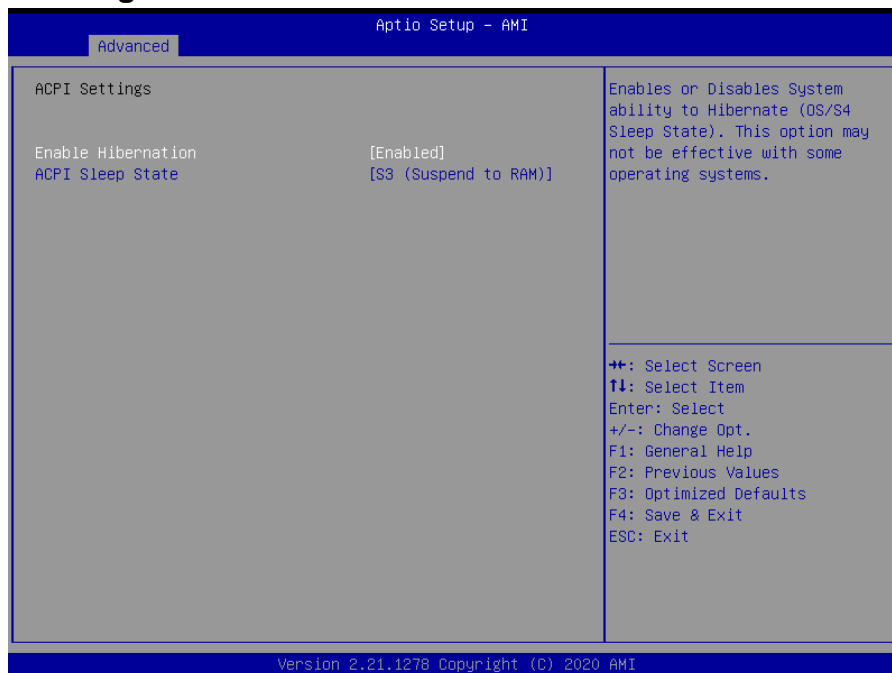 Aptio Setup – AMI
Advanced
ACPI Settings
Enable Hibernation [Enabled]
ACPI Sleep State [S3 (Suspend to RAM)]
Enables or Disables System
ability to Hibernate (OS/S4
Sleep State). This option may
not be effective with some
operating systems.
→←: Select Screen
↑↓: Select Item
Enter: Select
+/-: Change Opt.
F1: General Help
F2: Previous Values
F3: Optimized Defaults
F4: Save & Exit
ESC: Exit
Version 2.21.1278 Copyright (C) 2020 AMI